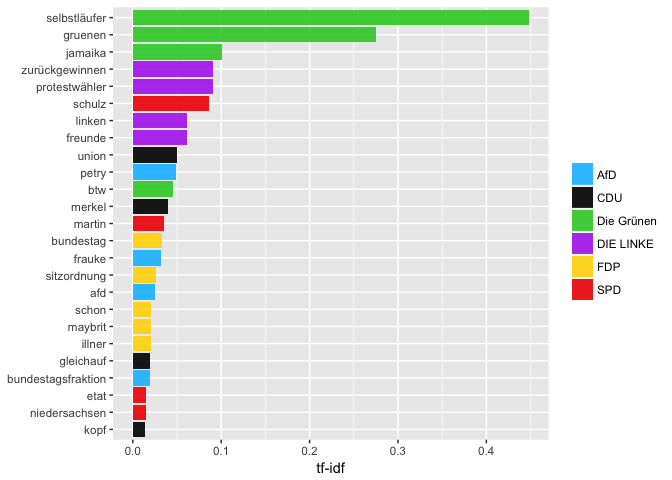 selbstläufer
gruenen
jamaika
zurückgewinnen
protestwähler
schulz
linken
freunde
union
petry
btw
merkel
martin
bundestag
frauke
sitzordnung
afd
schon
maybrit
illner
gleichauf
bundestagsfraktion
etat
niedersachsen
kopf
0.0 0.1 0.2 0.3 0.4
tf-idf
AfD
CDU
Die Grünen
DIE LINKE
FDP
SPD